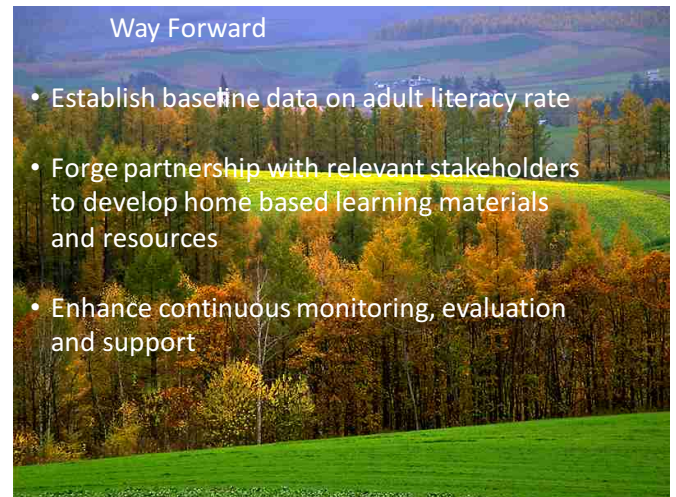 Way Forward
• Establish baseline data on adult literacy rate
• Forge partnership with relevant stakeholders
to develop home based learning materials
and resources
• Enhance continuous monitoring, evaluation
and support